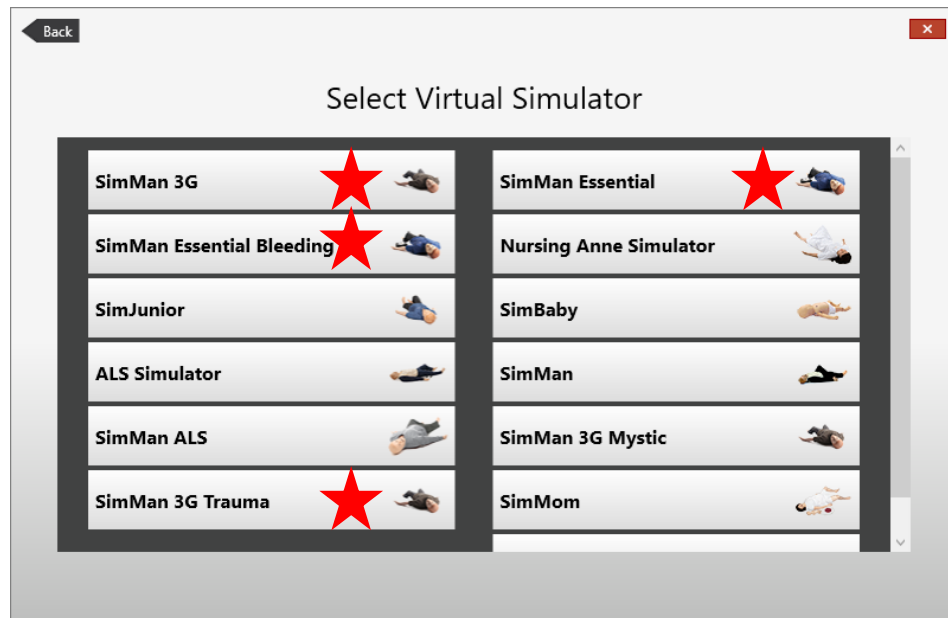 Back
Select Virtual Simulator
SimMan 3G
SimMan Essential
SimMan Essential Bleeding
Nursing Anne Simulator
SimJunior
SimBaby
ALS Simulator
SimMan
SimMan ALS
SimMan 3G Mystic
SimMan 3G Trauma
SimMom